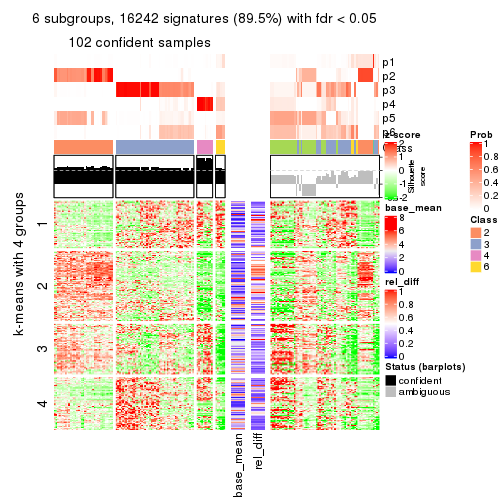 6 subgroups, 16242 signatures (89.5%) with fdr < 0.05
102 confident samples
p1
p2
p3
p4
p5
p6
Class
Silhouette
score
k-means with 4 groups
1
2
3
4
base_mean
rel_diff
z-score
2
1
0
-1
-2
base_mean
8
6
4
2
0
rel_diff
1
0.8
0.6
0.4
0.2
0
Status (barplots)
confident
ambiguous
Prob
1
0.8
0.6
0.4
0.2
0
Class
2
3
4
6